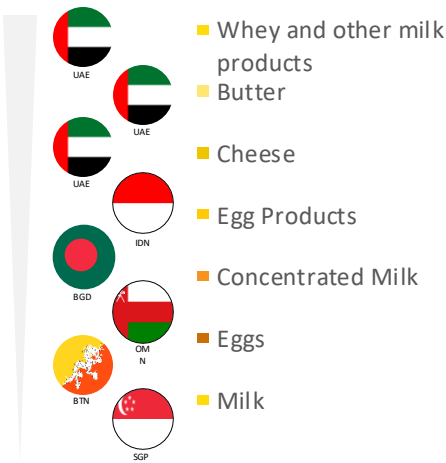 UAE
UAE
UAE
IDN
BGD
OM
N
BTN
SGP
Whey and other milk
products
Butter
Cheese
Egg Products
Concentrated Milk
Eggs
Milk